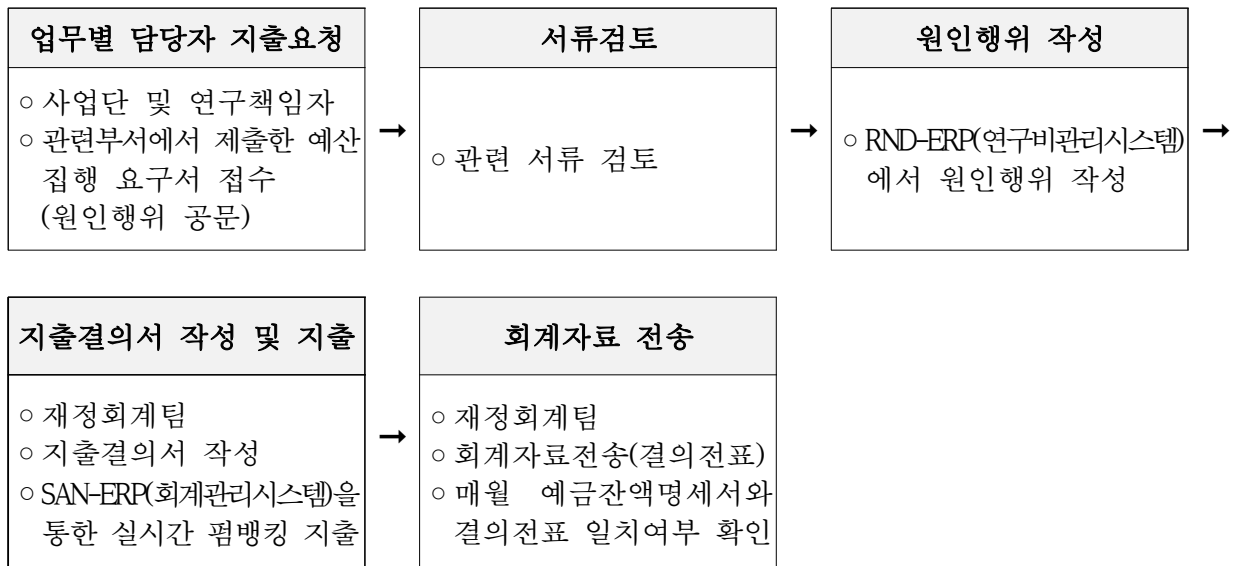 업무별 담당자 지출요청
○ 사업단 및 연구책임자
○ 관련부서에서 제출한 예산
집행 요구서 접수
(원인행위 공문)
→
서류검토
○ 관련 서류 검토
→
원인행위 작성
○ RND-ERP(연구비관리시스템)
에서 원인행위 작성
→
지출결의서 작성 및 지출
○ 재정회계팀
○ 지출결의서 작성
○ SAN-ERP(회계관리시스템)을
통한 실시간 펌뱅킹 지출
→
회계자료 전송
○ 재정회계팀
○ 회계자료전송(결의전표)
○ 매월 예금잔액명세서와
결의전표 일치여부 확인